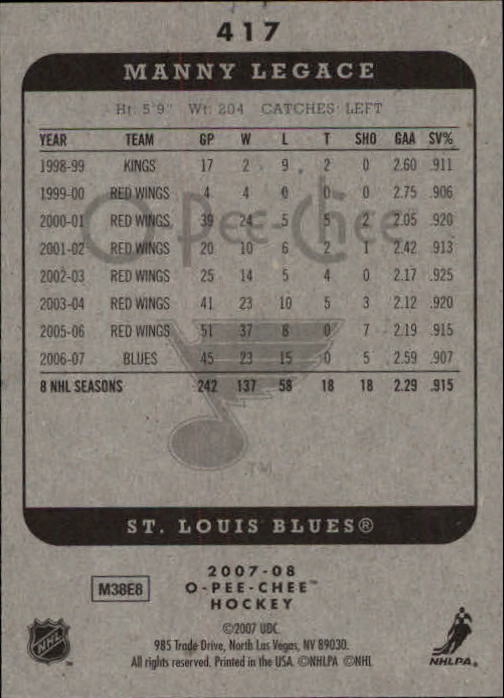 417
MANNY LEGACE
Ht: 5'9" Wt: 204 CATCHES: LEFT
YEAR TEAM GP W L T SHO GAA SV%
1998-99 KINGS 17 2 9 2 0 2.60 .911
1999-00 RED WINGS 4 4 0 0 0 2.75 .906
2000-01 RED WINGS 39 24 5 5 2 2.05 .920
2001-02 RED WINGS 20 10 6 2 1 2.42 .913
2002-03 RED WINGS 25 14 5 4 0 2.17 .925
2003-04 RED WINGS 41 23 10 5 3 2.12 .920
2005-06 RED WINGS 51 37 8 0 7 2.19 .915
2006-07 BLUES 45 23 15 0 5 2.59 .907
8 NHL SEASONS 242 137 58 18 18 2.29 .915
O-Pee-Chee
TM
ST. LOUIS BLUES®
2007-08
M38E8 O-PEE-CHEE™
HOCKEY
©2007 UDC.
985 Trade Drive, North Las Vegas, NV 89030.
All rights reserved. Printed in the USA. ©NHLPA ©NHL
NHL
NHLPA